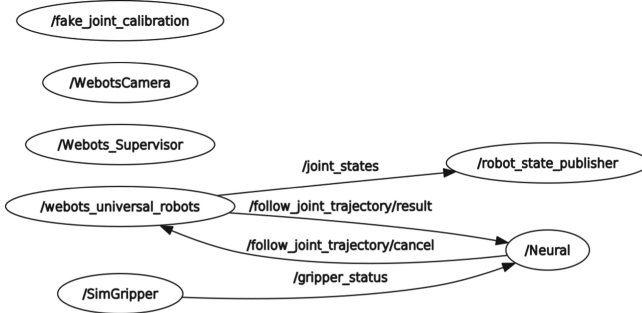 /fake_joint_calibration
/WebotsCamera
/Webots_Supervisor
/joint_states
/robot_state_publisher
/webots_universal_robots
/follow_joint_trajectory/result
/follow_joint_trajectory/cancel
/Neural
/gripper_status
/SimGripper